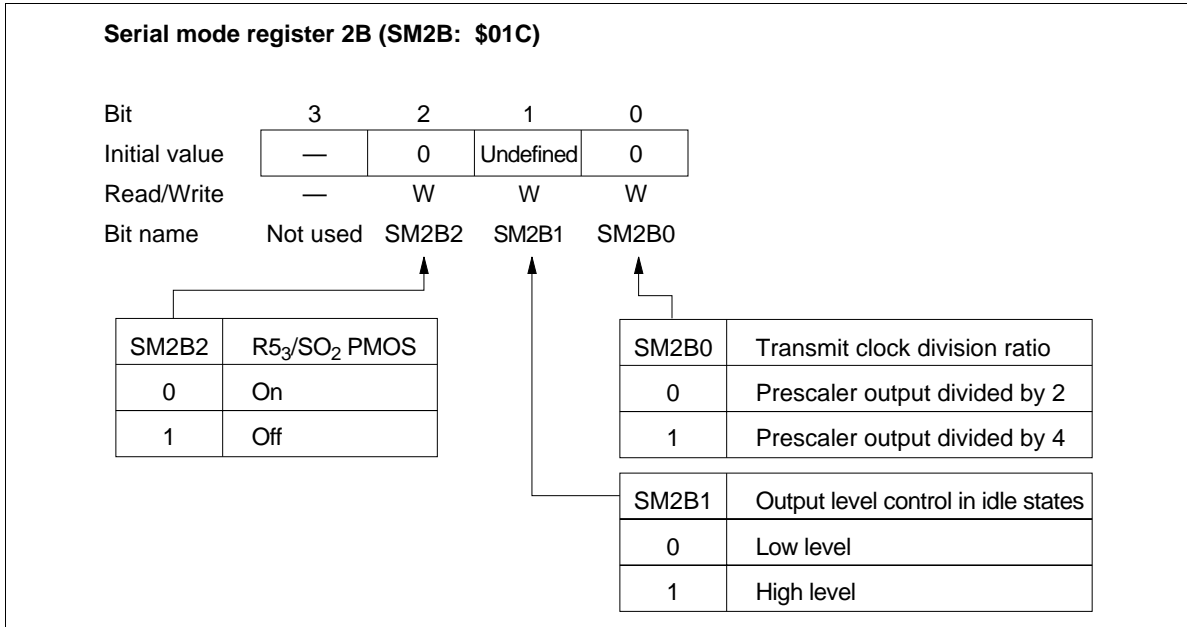 Serial mode register 2B (SM2B: $01C)
Bit 3 2 1 0
Initial value — 0 Undefined 0
Read/Write — W W W
Bit name Not used SM2B2 SM2B1 SM2B0
SM2B2 R5₃/SO₂ PMOS
0 On
1 Off
SM2B0 Transmit clock division ratio
0 Prescaler output divided by 2
1 Prescaler output divided by 4
SM2B1 Output level control in idle states
0 Low level
1 High level